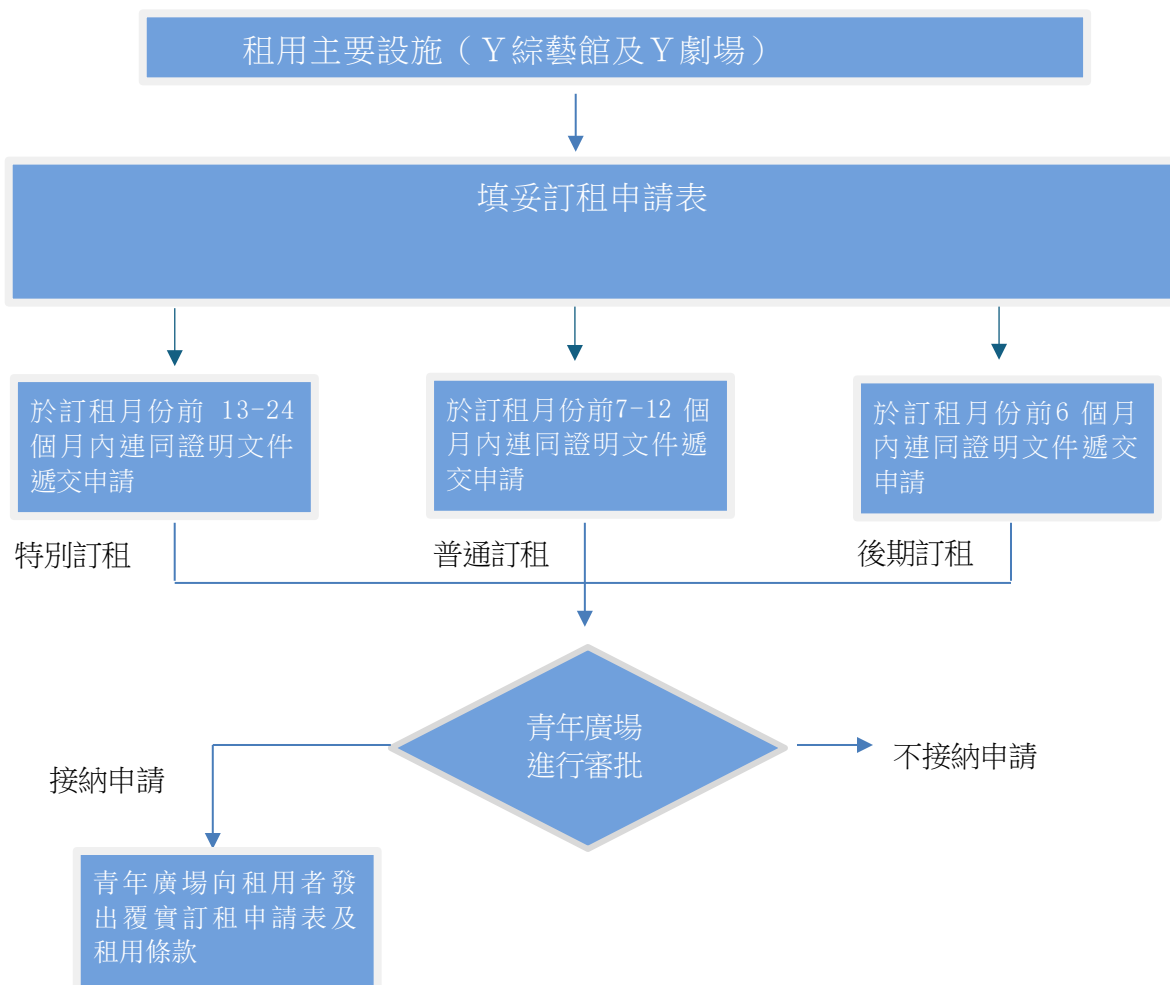 租用主要設施（Ｙ綜藝館及Ｙ劇場）
填妥訂租申請表
於訂租月份前 13-24
個月內連同證明文件
遞交申請
於訂租月份前7-12 個
月內連同證明文件遞
交申請
於訂租月份前6 個月
內連同證明文件遞交
申請
特別訂租
普通訂租
後期訂租
青年廣場
進行審批
接納申請
不接納申請
青年廣場向租用者發
出覆實訂租申請表及
租用條款